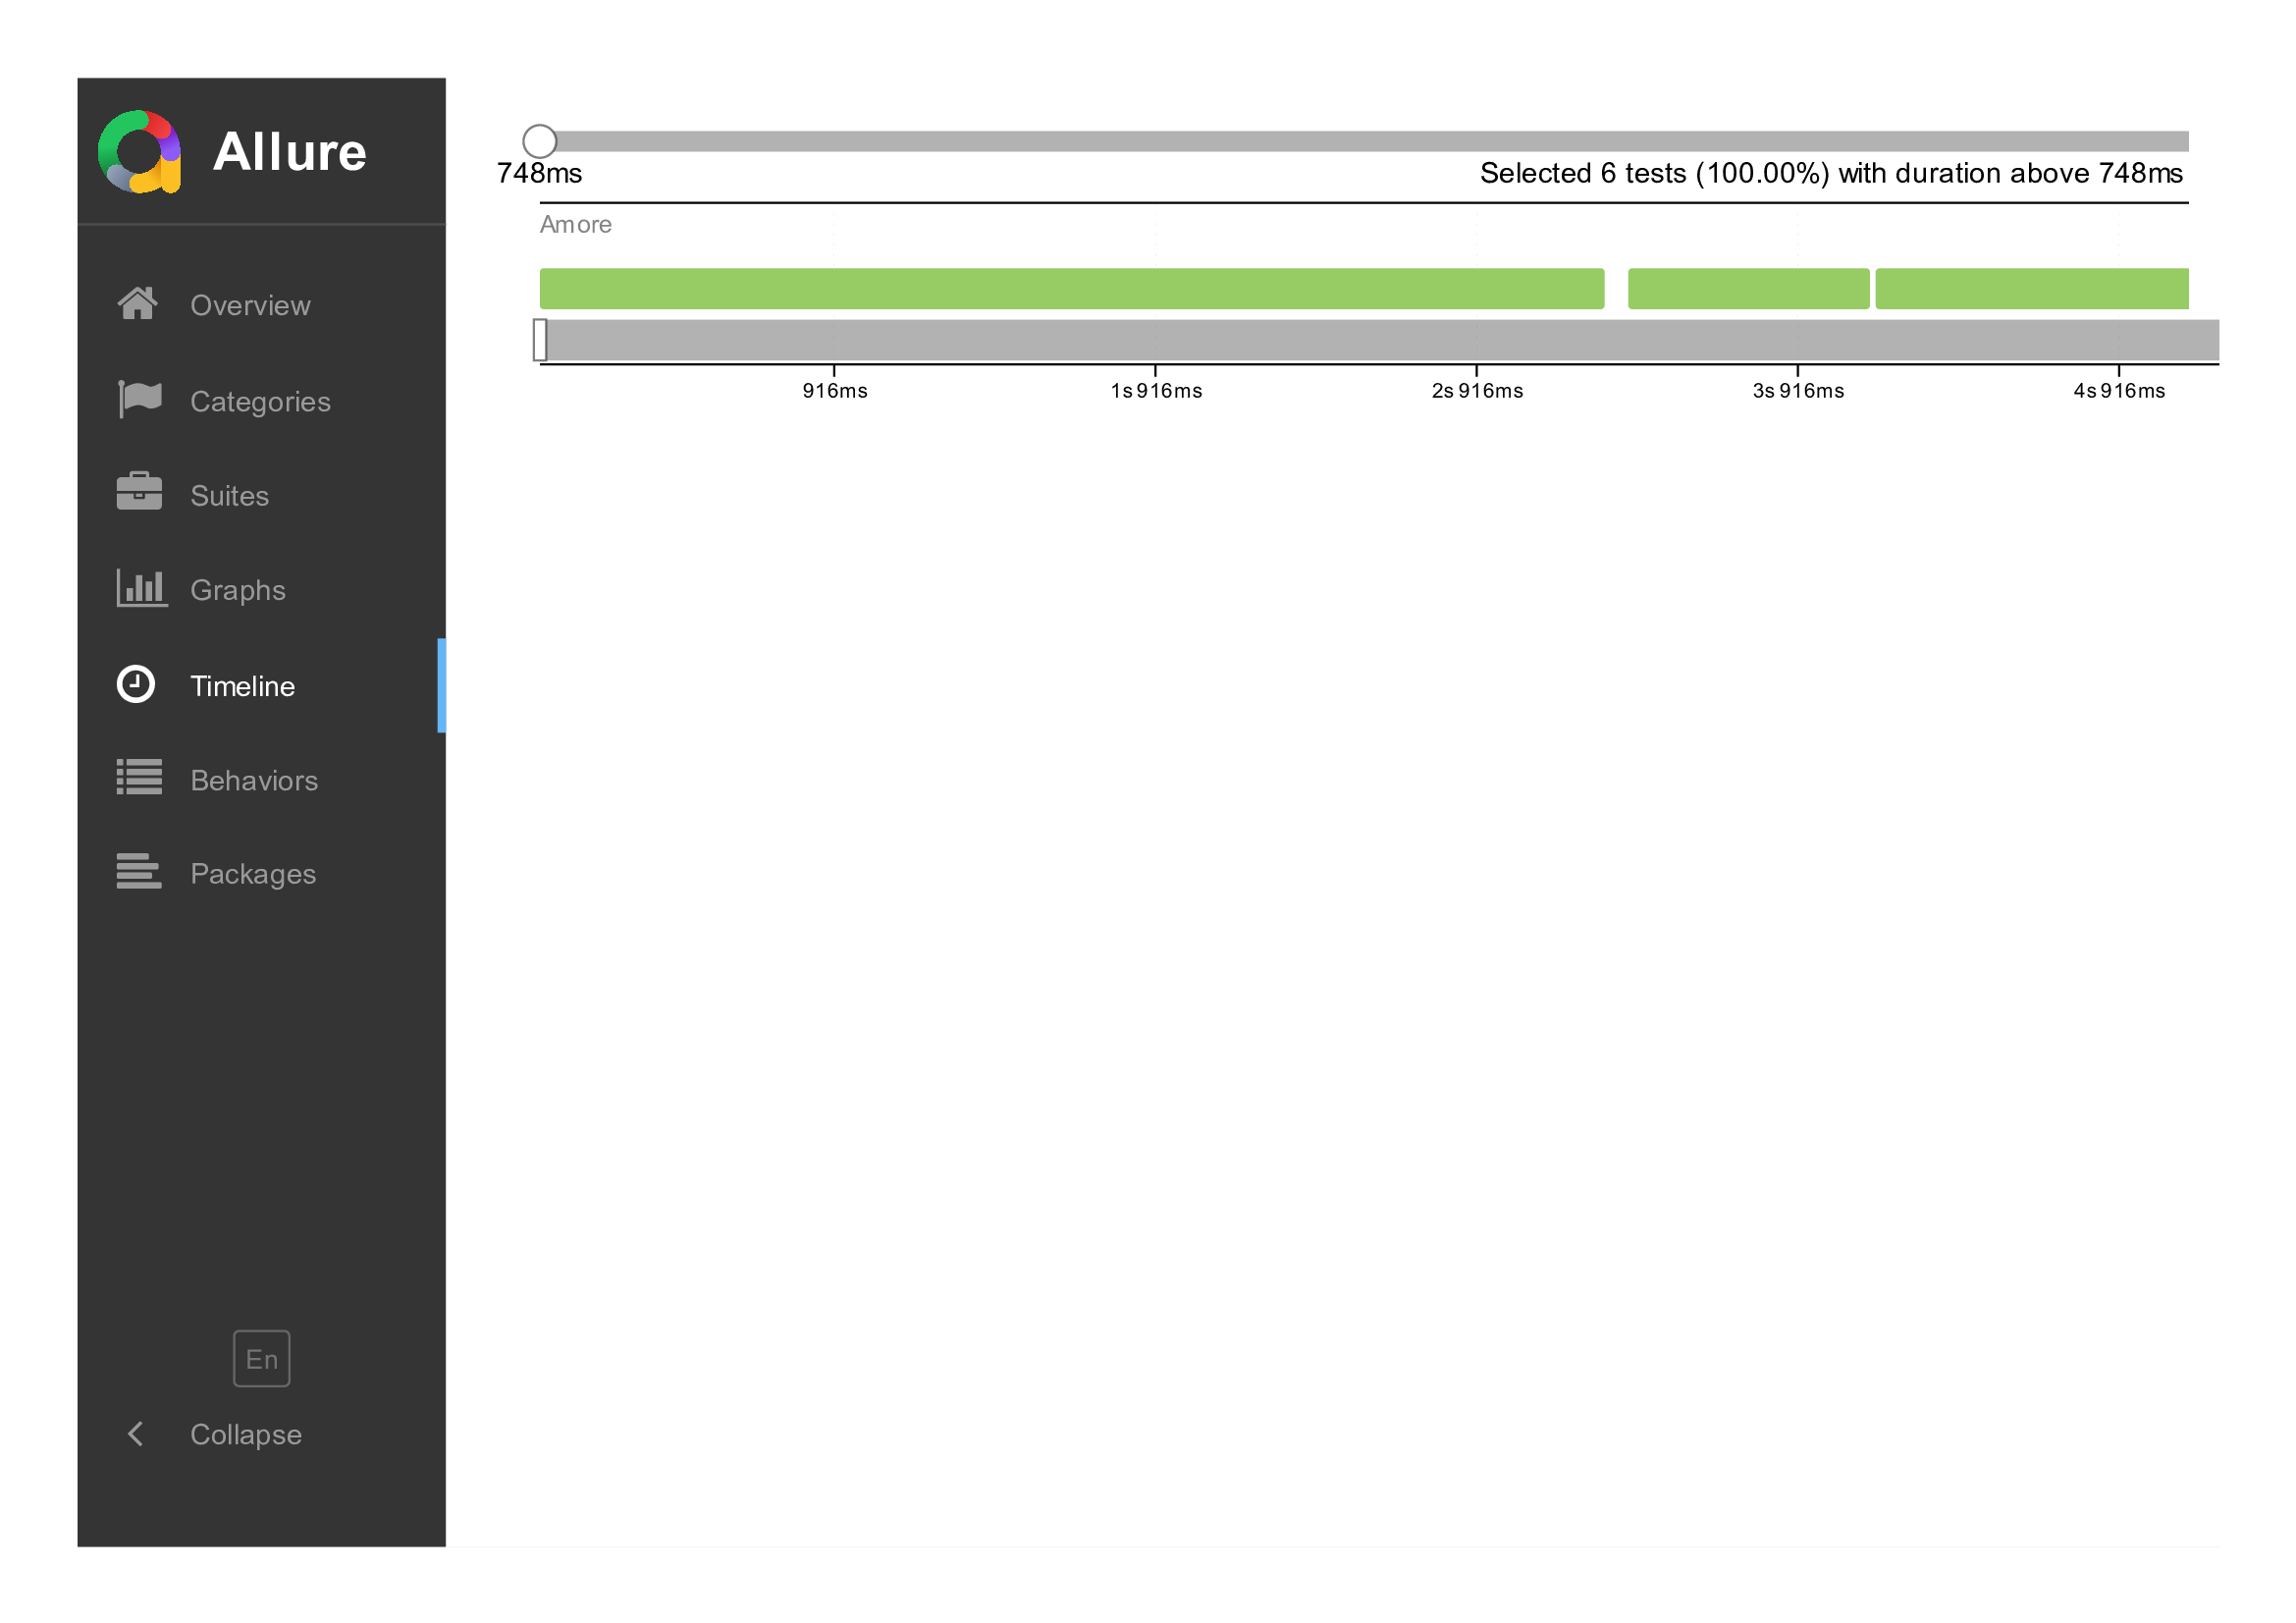 Allure
Overview
Categories
Suites
Graphs
Timeline
Behaviors
Packages
En
Collapse
748ms
Selected 6 tests (100.00%) with duration above 748ms
Amore
916ms
1s 916ms
2s 916ms
3s 916ms
4s 916ms